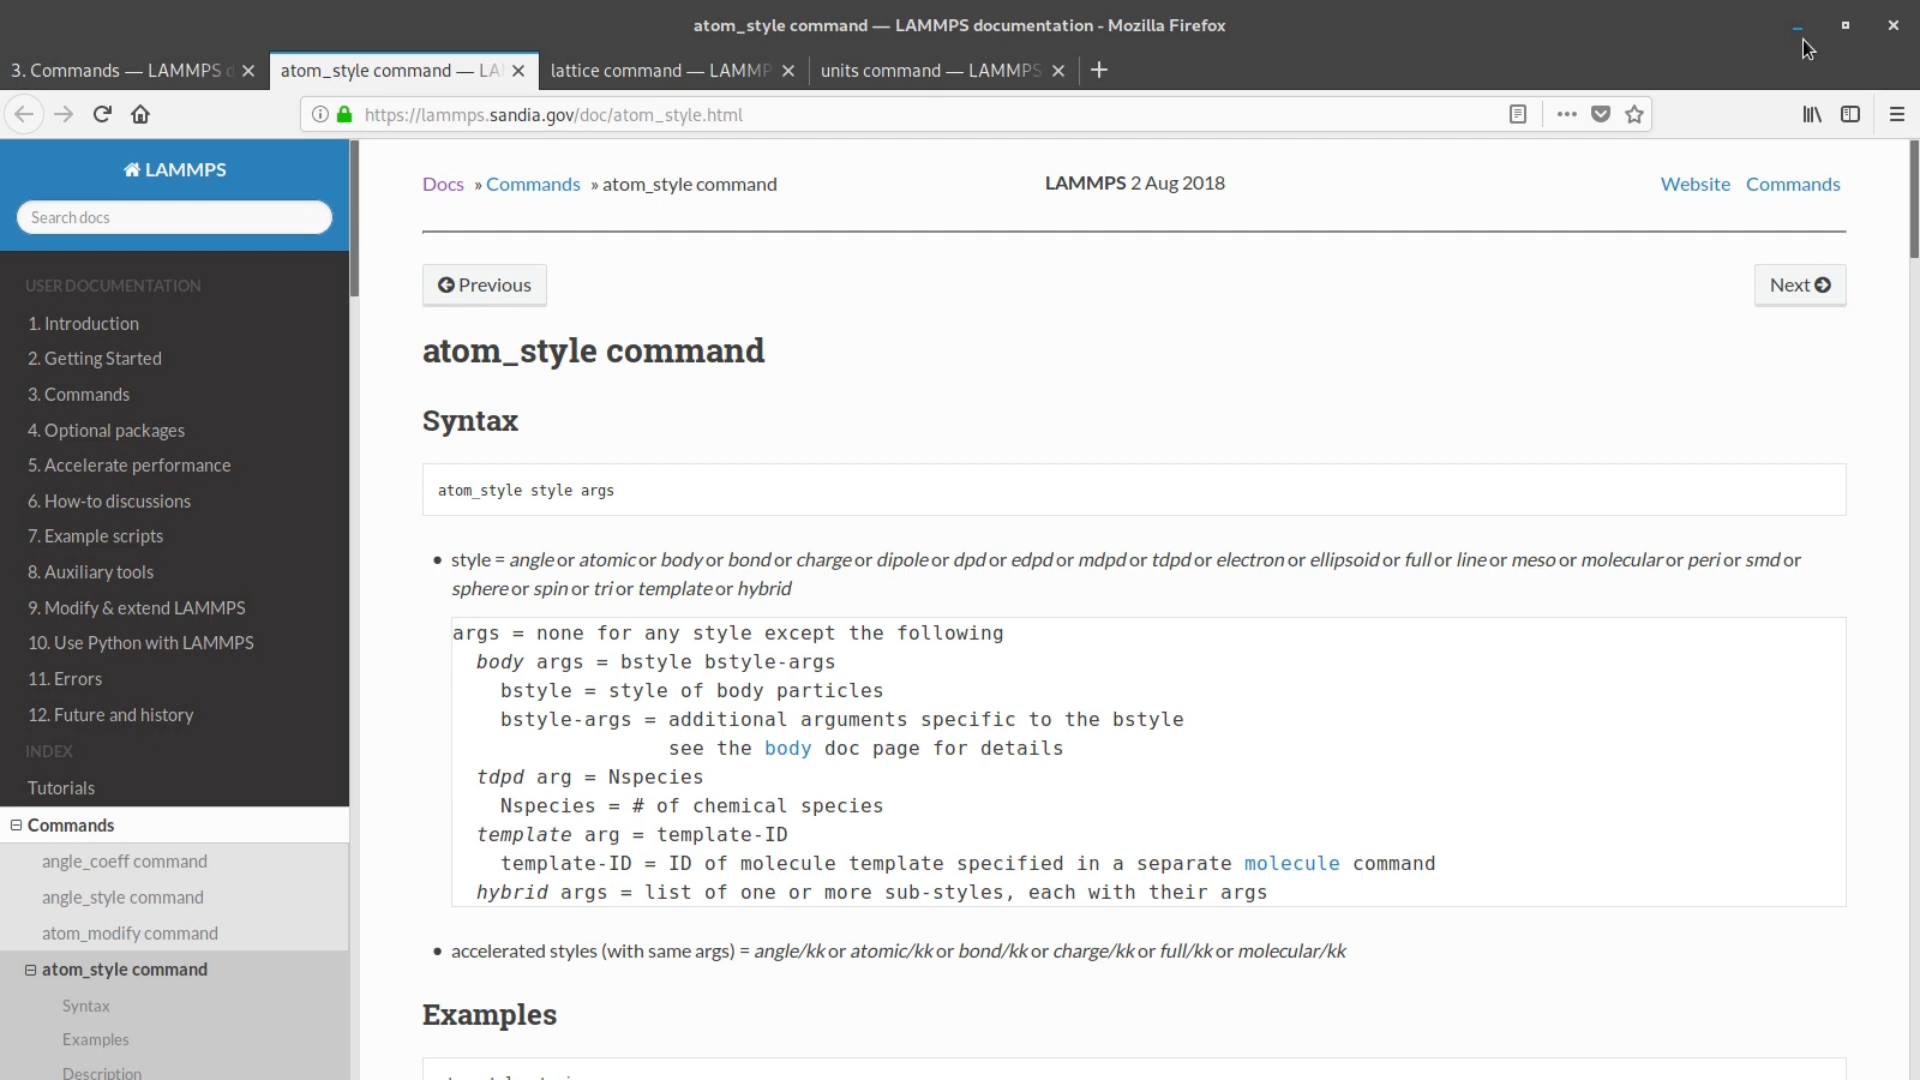 atom_style command — LAMMPS documentation - Mozilla Firefox
3. Commands — LAMMPS d
atom_style command — LA
lattice command — LAMMP
units command — LAMMPS
https://lammps.sandia.gov/doc/atom_style.html
LAMMPS
Search docs
USER DOCUMENTATION
1. Introduction
2. Getting Started
3. Commands
4. Optional packages
5. Accelerate performance
6. How-to discussions
7. Example scripts
8. Auxiliary tools
9. Modify & extend LAMMPS
10. Use Python with LAMMPS
11. Errors
12. Future and history
INDEX
Tutorials
Commands
angle_coeff command
angle_style command
atom_modify command
atom_style command
Syntax
Examples
Description
Docs » Commands » atom_style command
LAMMPS 2 Aug 2018
Website Commands
Previous
Next
atom_style command
Syntax
atom_style style args
• style = angle or atomic or body or bond or charge or dipole or dpd or edpd or mdpd or tdpd or electron or ellipsoid or full or line or meso or molecular or peri or smd or
sphere or spin or tri or template or hybrid
args = none for any style except the following
body args = bstyle bstyle-args
bstyle = style of body particles
bstyle-args = additional arguments specific to the bstyle
see the body doc page for details
tdpd arg = Nspecies
Nspecies = # of chemical species
template arg = template-ID
template-ID = ID of molecule template specified in a separate molecule command
hybrid args = list of one or more sub-styles, each with their args
• accelerated styles (with same args) = angle/kk or atomic/kk or bond/kk or charge/kk or full/kk or molecular/kk
Examples